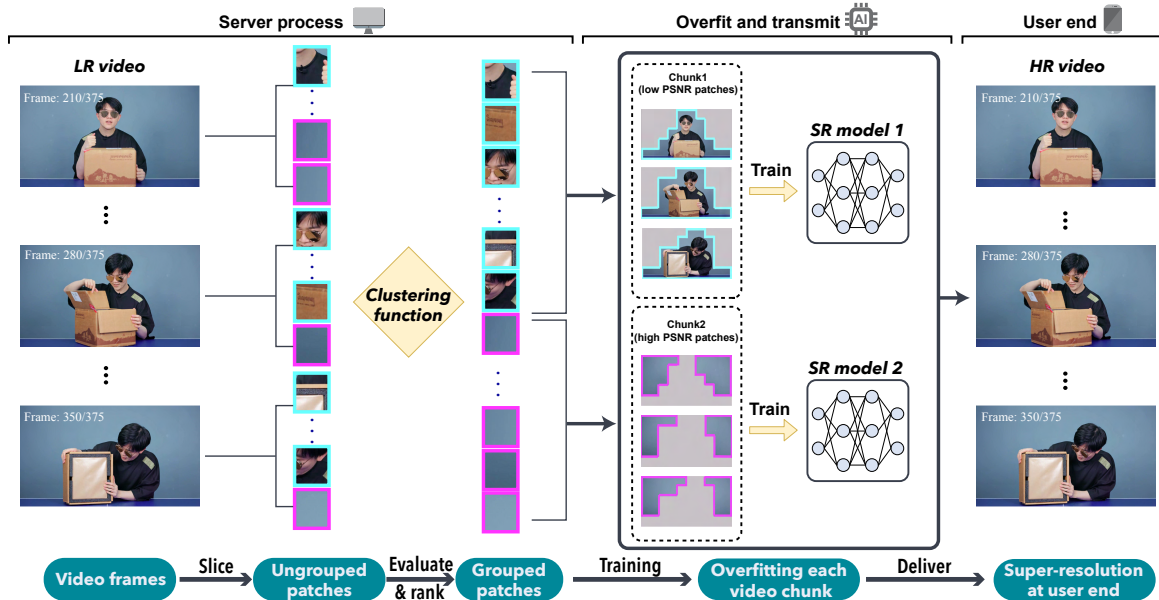 Server process
Overfit and transmit
AI
User end
LR video
Frame: 210/375
Frame: 280/375
Frame: 350/375
Clustering
function
Chunk1
(low PSNR patches)
Train
SR model 1
Chunk2
(high PSNR patches)
Train
SR model 2
HR video
Frame: 210/375
Frame: 280/375
Frame: 350/375
Video frames
Slice
Ungrouped
patches
Evaluate
& rank
Grouped
patches
Training
Overfitting each
video chunk
Deliver
Super-resolution
at user end